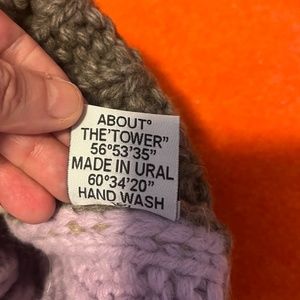 ABOUT°
THE'TOWER"
56°53'35"
MADE IN URAL
60°34'20"
HAND WASH